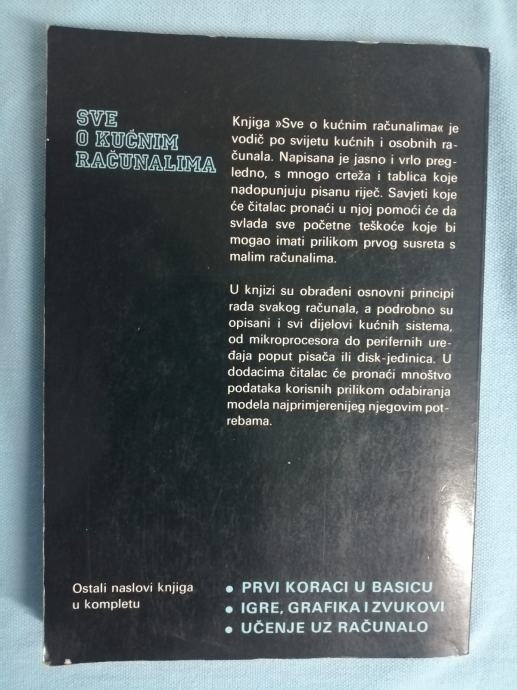 SVE
O KUĆNIM
RAČUNALIMA
Knjiga »Sve o kućnim računalima« je
vodič po svijetu kućnih i osobnih ra-
čunala. Napisana je jasno i vrlo preg-
ledno, s mnogo crteža i tablica koje
nadopunjuju pisanu riječ. Savjeti koje
će čitalac pronaći u njoj pomoći će da
svlada sve početne teškoće koje bi
mogao imati prilikom prvog susreta s
malim računalima.
U knjizi su obrađeni osnovni principi
rada svakog računala, a podrobno su
opisani i svi dijelovi kućnih sistema,
od mikroprocesora do perifernih ure-
đaja poput pisača ili disk-jedinica. U
dodacima čitalac će pronaći mnoštvo
podataka korisnih prilikom odabiranja
modela najprimjerenijeg njegovim pot-
rebama.
Ostali naslovi knjiga
u kompletu
• PRVI KORACI U BASICU
• IGRE, GRAFIKA I ZVUKOVI
• UČENJE UZ RAČUNALO